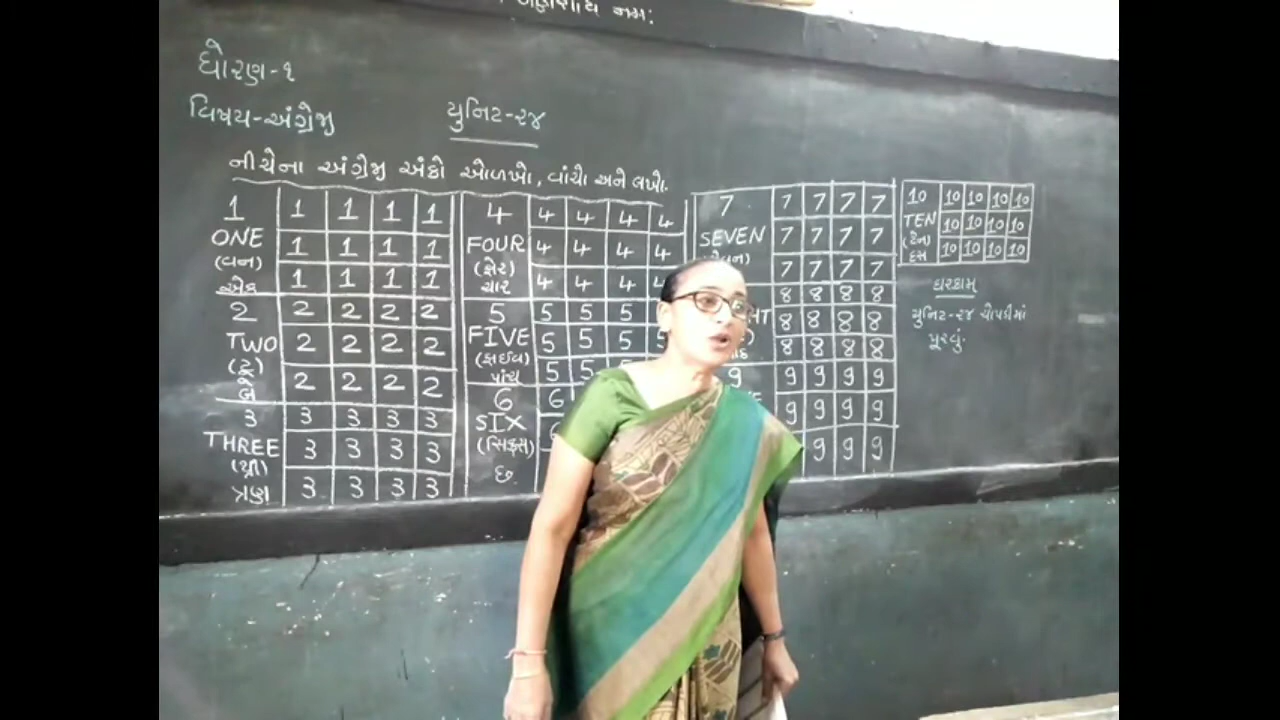 નમ:
ધોરણ-૧
વિષય-અંગ્રેજી
યુનિટ-૨૪
નીચેના અંગ્રેજી અંકો ઓળખો, વાંચો અને લખો.
1 1 1 1 1
ONE 1 1 1 1
(વન)
એક 1 1 1 1
2 2 2 2 2
TWO 2 2 2 2
(ટૂ)
બે 2 2 2 2
3 3 3 3 3
THREE 3 3 3 3
(થ્રી)
ત્રણ 3 3 3 3
4 4 4 4 4
FOUR 4 4 4 4
(ફોર)
ચાર 4 4 4 4
5 5 5 5 5
FIVE 5 5 5 5
(ફાઈવ)
પાંચ 5 5
6 6
SIX 6
(સિક્સ)
છ
7 7 7 7 7
SEVEN 7 7 7 7
7 7 7 7
8 8 8 8
HT 8 8 8 8
8 8 8 8
9 9 9 9 9
9 9 9 9
9 9 9
10 10 10 10 10
TEN 10 10 10 10
(ટેન)
દસ 10 10 10 10
ઘરકામ
યુનિટ-૨૪ ચોપડીમાં
પૂરવું.